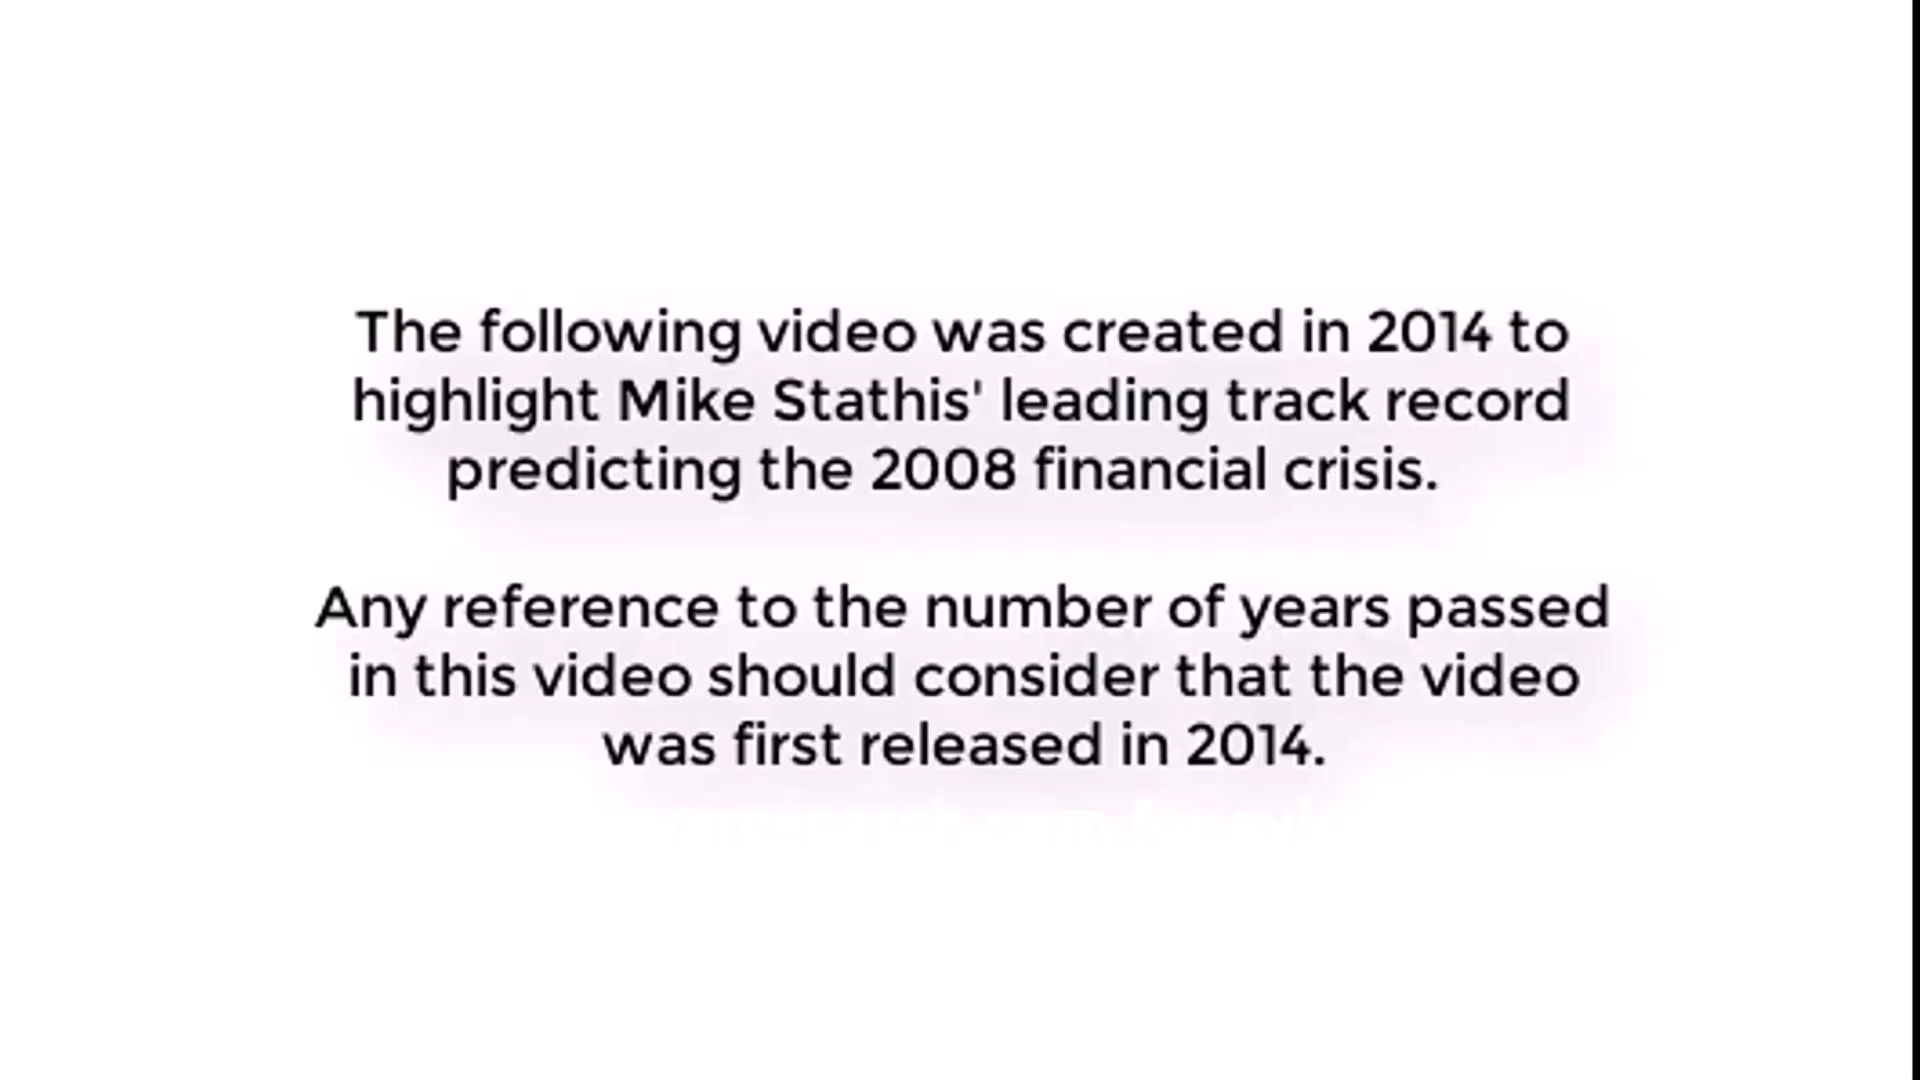 The following video was created in 2014 to
highlight Mike Stathis' leading track record
predicting the 2008 financial crisis.
Any reference to the number of years passed
in this video should consider that the video
was first released in 2014.